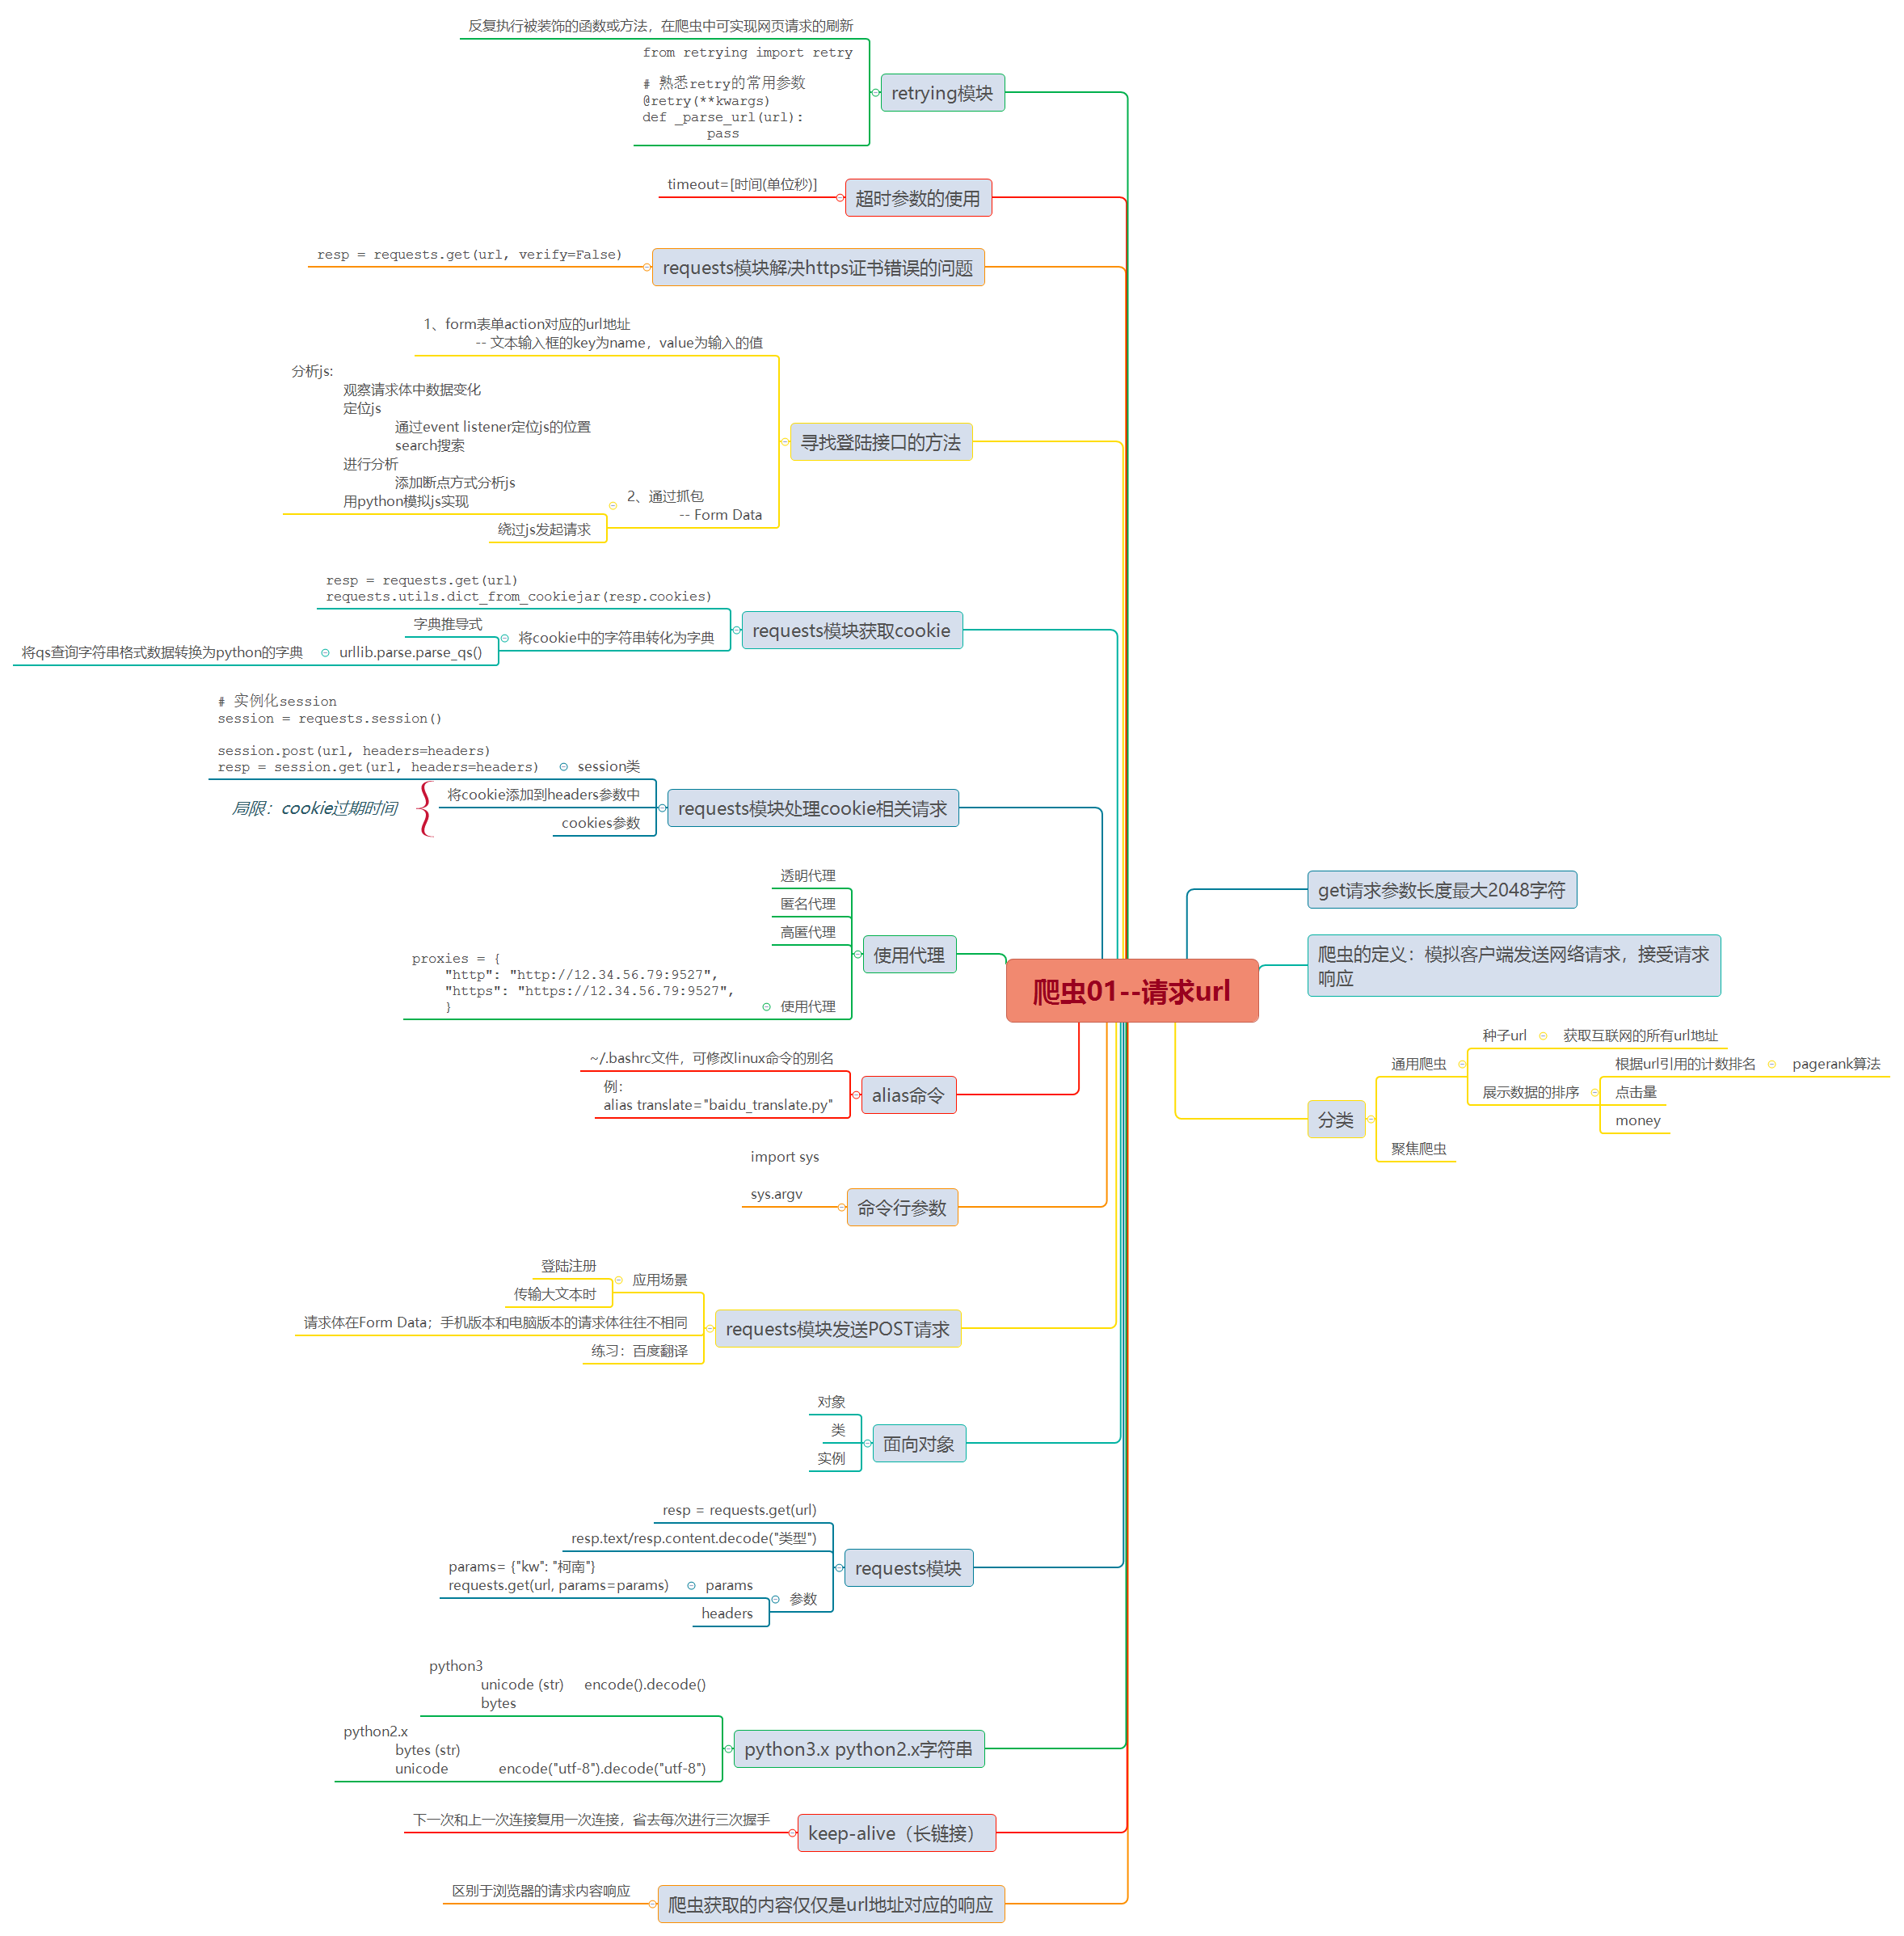 反复执行被装饰的函数或方法，在爬虫中可实现网页请求的刷新
from retrying import retry
# 熟悉retry的常用参数
@retry(**kwargs)
def _parse_url(url):
pass
retrying模块
timeout=[时间(单位秒)]
超时参数的使用
resp = requests.get(url, verify=False)
requests模块解决https证书错误的问题
1、form表单action对应的url地址
-- 文本输入框的key为name，value为输入的值
分析js:
观察请求体中数据变化
定位js
通过event listener定位js的位置
search搜索
进行分析
添加断点方式分析js
用python模拟js实现
绕过js发起请求
2、通过抓包
-- Form Data
寻找登陆接口的方法
resp = requests.get(url)
requests.utils.dict_from_cookiejar(resp.cookies)
字典推导式
将qs查询字符串格式数据转换为python的字典
urllib.parse.parse_qs()
将cookie中的字符串转化为字典
requests模块获取cookie
# 实例化session
session = requests.session()
session.post(url, headers=headers)
resp = session.get(url, headers=headers)
session类
将cookie添加到headers参数中
局限：cookie过期时间
cookies参数
requests模块处理cookie相关请求
透明代理
匿名代理
高匿代理
proxies = {
"http": "http://12.34.56.79:9527",
"https": "https://12.34.56.79:9527",
}
使用代理
使用代理
~/.bashrc文件，可修改linux命令的别名
例：
alias translate="baidu_translate.py"
alias命令
import sys
sys.argv
命令行参数
登陆注册
传输大文本时
应用场景
请求体在Form Data；手机版本和电脑版本的请求体往往不相同
练习：百度翻译
requests模块发送POST请求
对象
类
实例
面向对象
resp = requests.get(url)
resp.text/resp.content.decode("类型")
params= {"kw": "柯南"}
requests.get(url, params=params)
params
headers
参数
requests模块
python3
unicode (str) encode().decode()
bytes
python2.x
bytes (str)
unicode encode("utf-8").decode("utf-8")
python3.x python2.x字符串
下一次和上一次连接复用一次连接，省去每次进行三次握手
keep-alive（长链接）
区别于浏览器的请求内容响应
爬虫获取的内容仅仅是url地址对应的响应
爬虫01--请求url
get请求参数长度最大2048字符
爬虫的定义：模拟客户端发送网络请求，接受请求
响应
分类
通用爬虫
种子url
获取互联网的所有url地址
展示数据的排序
根据url引用的计数排名
pagerank算法
点击量
money
聚焦爬虫